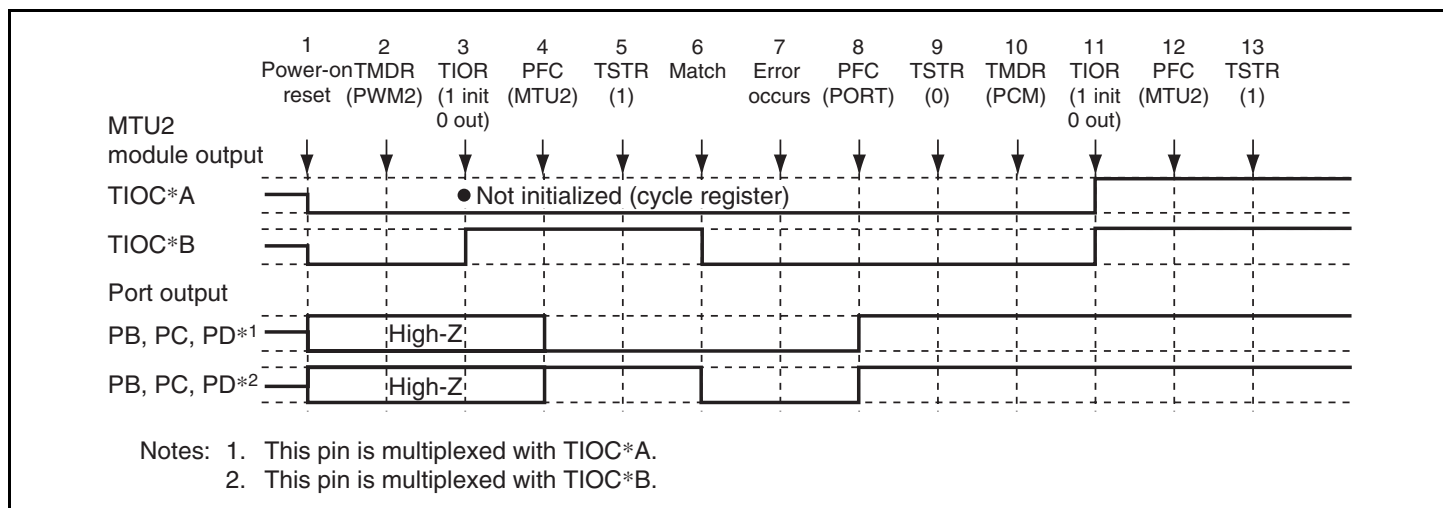 1 2 3 4 5 6 7 8 9 10 11 12 13
Power-on TMDR TIOR PFC TSTR Match Error PFC TSTR TMDR TIOR PFC TSTR
reset (PWM2) (1 init (MTU2) (1) occurs (PORT) (0) (PCM) (1 init (MTU2) (1)
0 out) 0 out)
MTU2
module output
TIOC*A ● Not initialized (cycle register)
TIOC*B
Port output
PB, PC, PD*1 High-Z
PB, PC, PD*2 High-Z
Notes: 1. This pin is multiplexed with TIOC*A.
2. This pin is multiplexed with TIOC*B.